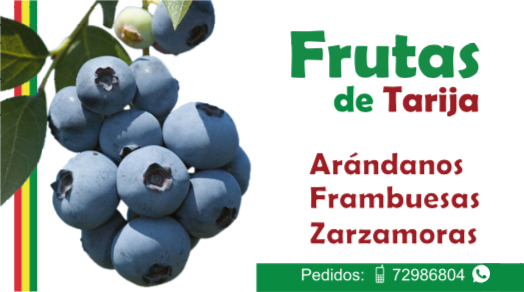 Frutas
de Tarija
Arándanos
Frambuesas
Zarzamoras
Pedidos: 72986804